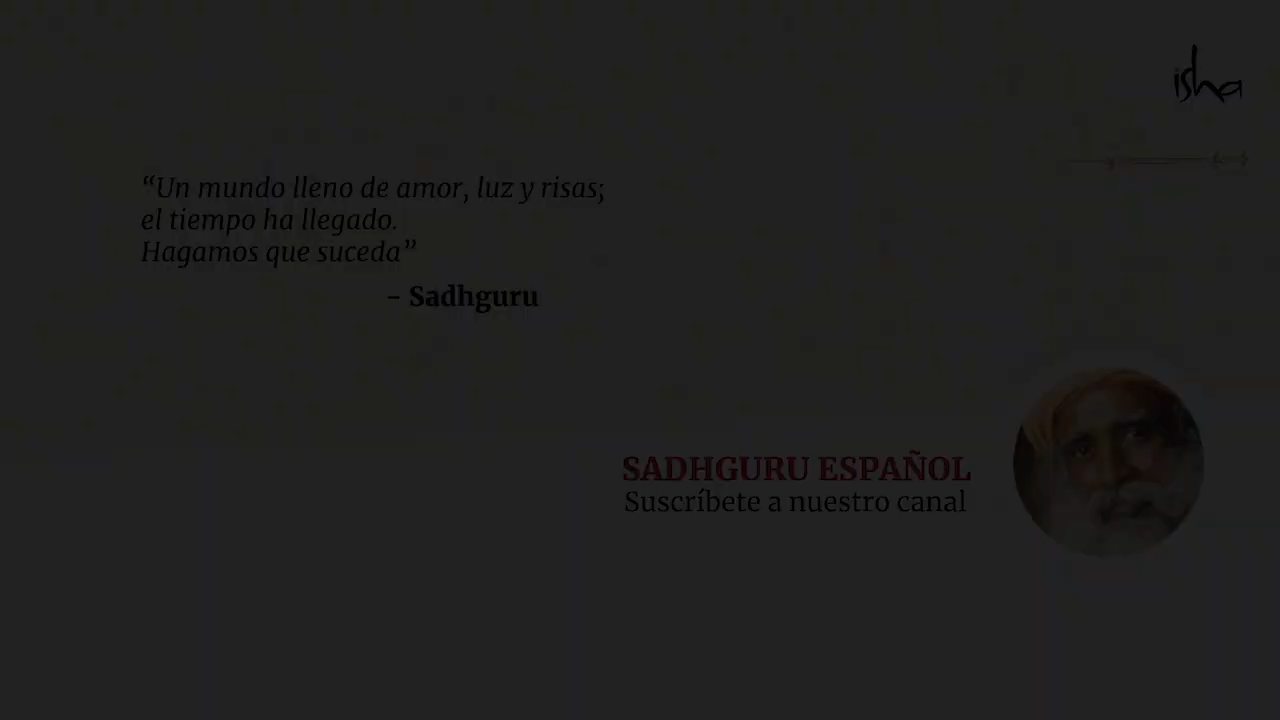 isha
“Un mundo lleno de amor, luz y risas;
el tiempo ha llegado.
Hagamos que suceda”
– Sadhguru
SADHGURU ESPAÑOL
Suscríbete a nuestro canal